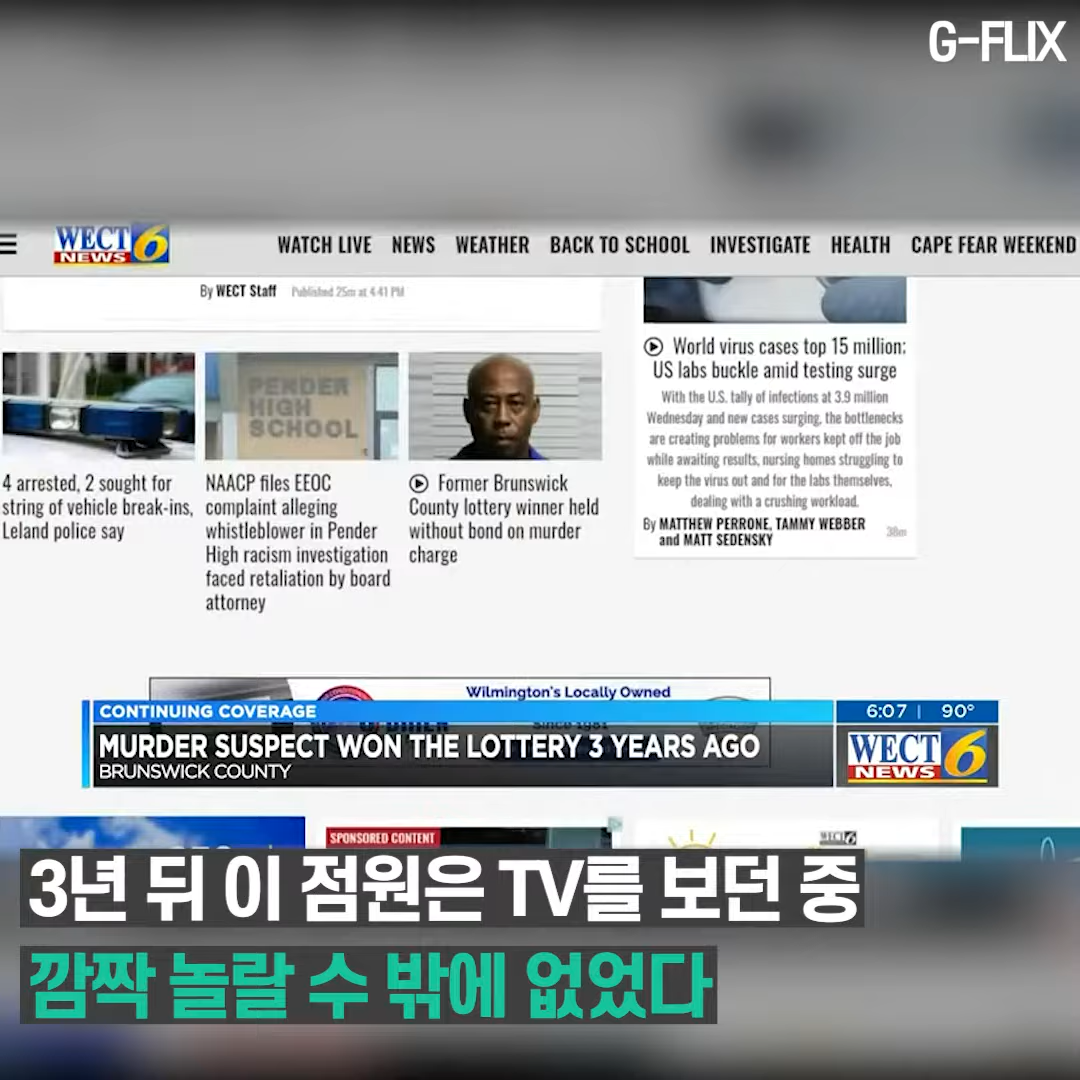 G-FLIX
WECT 6
NEWS
WATCH LIVE NEWS WEATHER BACK TO SCHOOL INVESTIGATE HEALTH CAPE FEAR WEEKEND
By WECT Staff Published 25m at 4:41 PM
PENDER
HIGH
SCHOOL
4 arrested, 2 sought for
string of vehicle break-ins,
Leland police say
NAACP files EEOC
complaint alleging
whistleblower in Pender
High racism investigation
faced retaliation by board
attorney
Former Brunswick
County lottery winner held
without bond on murder
charge
World virus cases top 15 million:
US labs buckle amid testing surge
With the U.S. tally of infections at 3.9 million
Wednesday and new cases surging, the bottlenecks
are creating problems for workers kept off the job
while awaiting results, nursing homes struggling to
keep the virus out and for the labs themselves,
dealing with a crushing workload.
By MATTHEW PERRONE, TAMMY WEBBER
and MATT SEDENSKY
38m
Wilmington's Locally Owned
Since 1981
CONTINUING COVERAGE
MURDER SUSPECT WON THE LOTTERY 3 YEARS AGO
BRUNSWICK COUNTY
6:07 | 90°
WECT 6
NEWS
SPONSORED CONTENT
WECT6
3년 뒤 이 점원은 TV를 보던 중
깜짝 놀랄 수 밖에 없었다